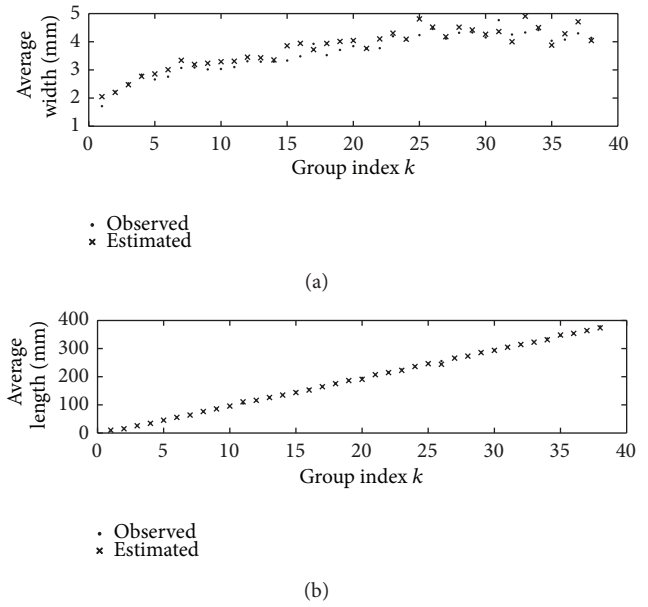 5
4
3
2
1
Average
width (mm)
0 5 10 15 20 25 30 35 40
Group index k
· Observed
× Estimated
(a)
400
300
200
100
0
Average
length (mm)
0 5 10 15 20 25 30 35 40
Group index k
· Observed
× Estimated
(b)